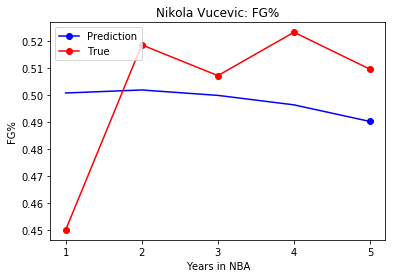 Nikola Vucevic: FG%
Prediction
True
FG%
0.52
0.51
0.50
0.49
0.48
0.47
0.46
0.45
1 2 3 4 5
Years in NBA